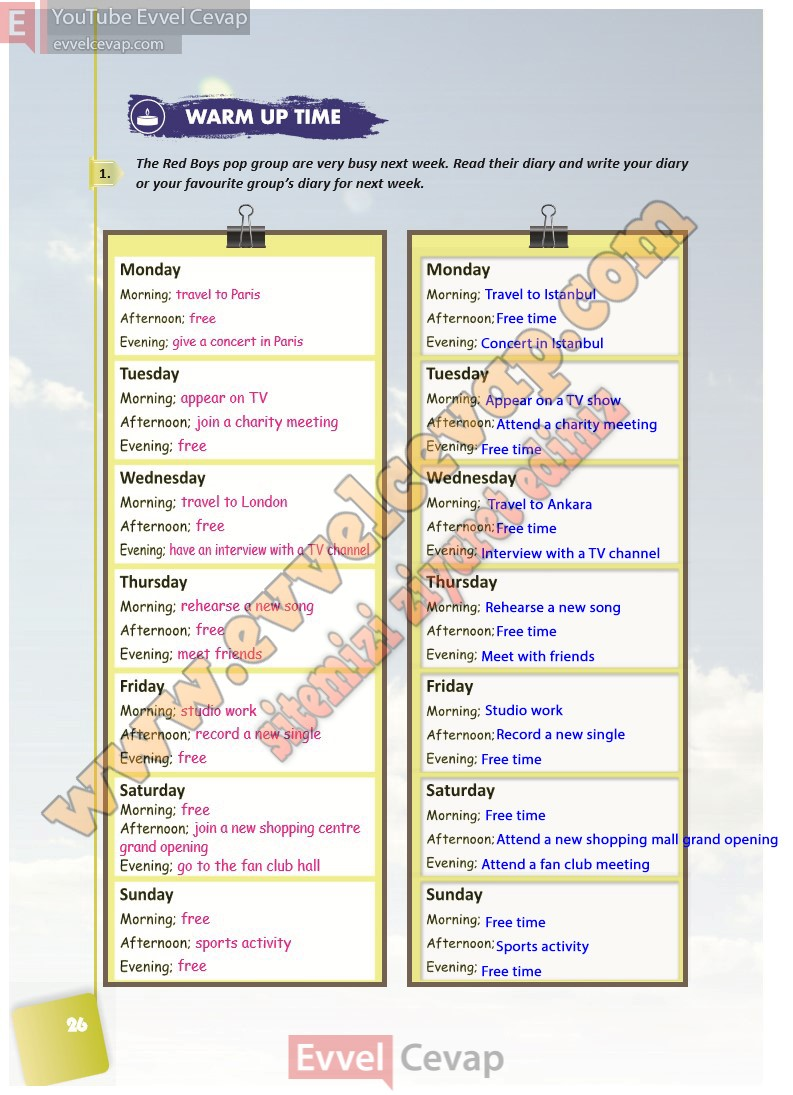 E YouTube Evvel Cevap
evvelcevap.com
WARM UP TIME
1.
The Red Boys pop group are very busy next week. Read their diary and write your diary
or your favourite group's diary for next week.
Monday
Morning; travel to Paris
Afternoon; free
Evening; give a concert in Paris
Tuesday
Morning; appear on TV
Afternoon; join a charity meeting
Evening; free
Wednesday
Morning; travel to London
Afternoon; free
Evening; have an interview with a TV channel
Thursday
Morning; rehearse a new song
Afternoon; free
Evening; meet friends
Friday
Morning; studio work
Afternoon; record a new single
Evening; free
Saturday
Morning; free
Afternoon; join a new shopping centre
grand opening
Evening; go to the fan club hall
Sunday
Morning; free
Afternoon; sports activity
Evening; free
Monday
Morning; Travel to Istanbul
Afternoon; Free time
Evening; Concert in Istanbul
Tuesday
Morning; Appear on a TV show
Afternoon; Attend a charity meeting
Evening; Free time
Wednesday
Morning; Travel to Ankara
Afternoon; Free time
Evening; Interview with a TV channel
Thursday
Morning; Rehearse a new song
Afternoon; Free time
Evening; Meet with friends
Friday
Morning; Studio work
Afternoon; Record a new single
Evening; Free time
Saturday
Morning; Free time
Afternoon; Attend a new shopping mall grand opening
Evening; Attend a fan club meeting
Sunday
Morning; Free time
Afternoon; Sports activity
Evening; Free time
www.evvelcevap.com
sitemizi ziyaret ediniz
26
Evvel Cevap